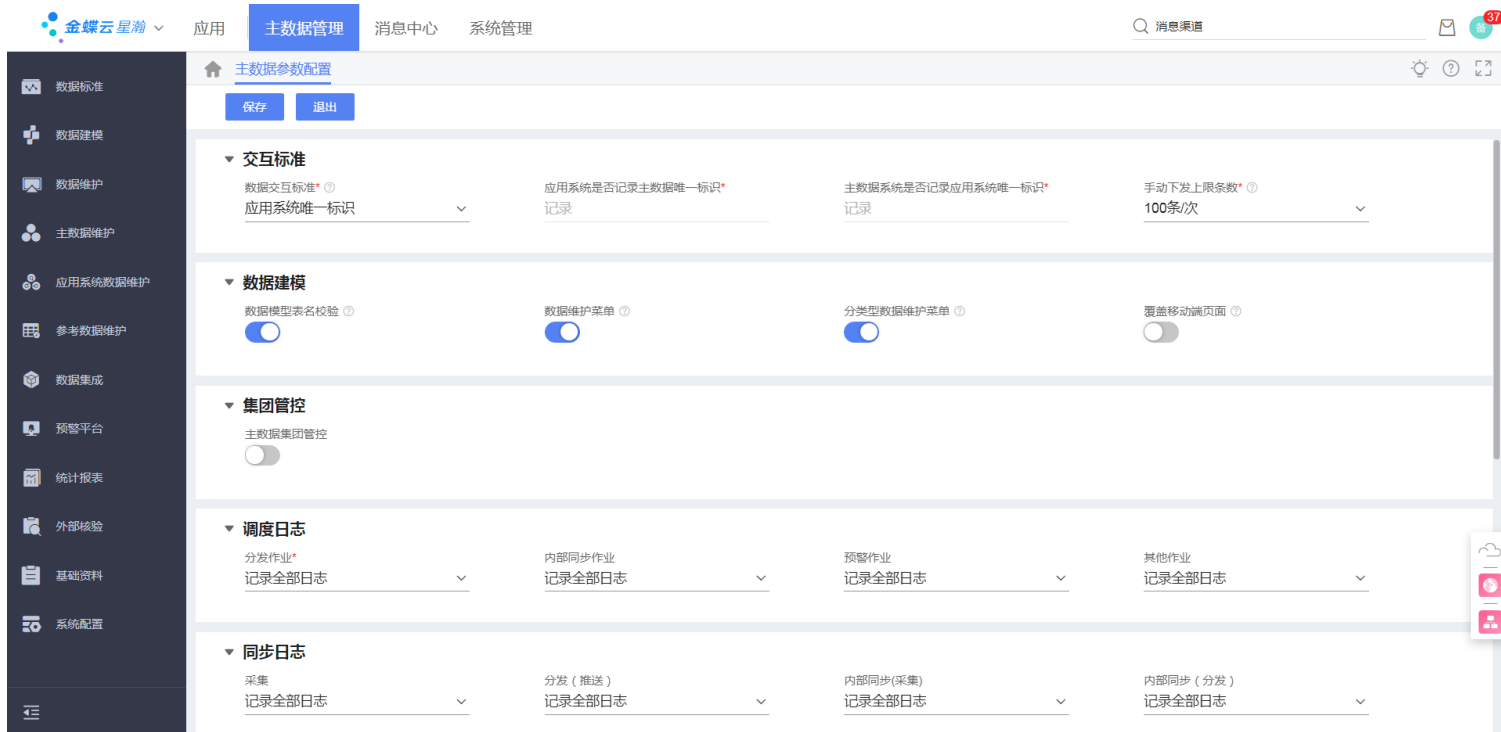 金蝶云星瀚 应用 主数据管理 消息中心 系统管理 消息渠道 37 备
主数据参数配置
保存 退出
数据标准
数据建模
数据维护
主数据维护
应用系统数据维护
参考数据维护
数据集成
预警平台
统计报表
外部核验
基础资料
系统配置
交互标准
数据交互标准* 应用系统是否记录主数据唯一标识* 主数据系统是否记录应用系统唯一标识* 手动下发上限条数*
应用系统唯一标识 记录 记录 100条/次
数据建模
数据模型表名校验 数据维护菜单 分类型数据维护菜单 覆盖移动端页面
集团管控
主数据集团管控
调度日志
分发作业* 内部同步作业 预警作业 其他作业
记录全部日志 记录全部日志 记录全部日志 记录全部日志
同步日志
采集 分发（推送） 内部同步(采集) 内部同步（分发）
记录全部日志 记录全部日志 记录全部日志 记录全部日志